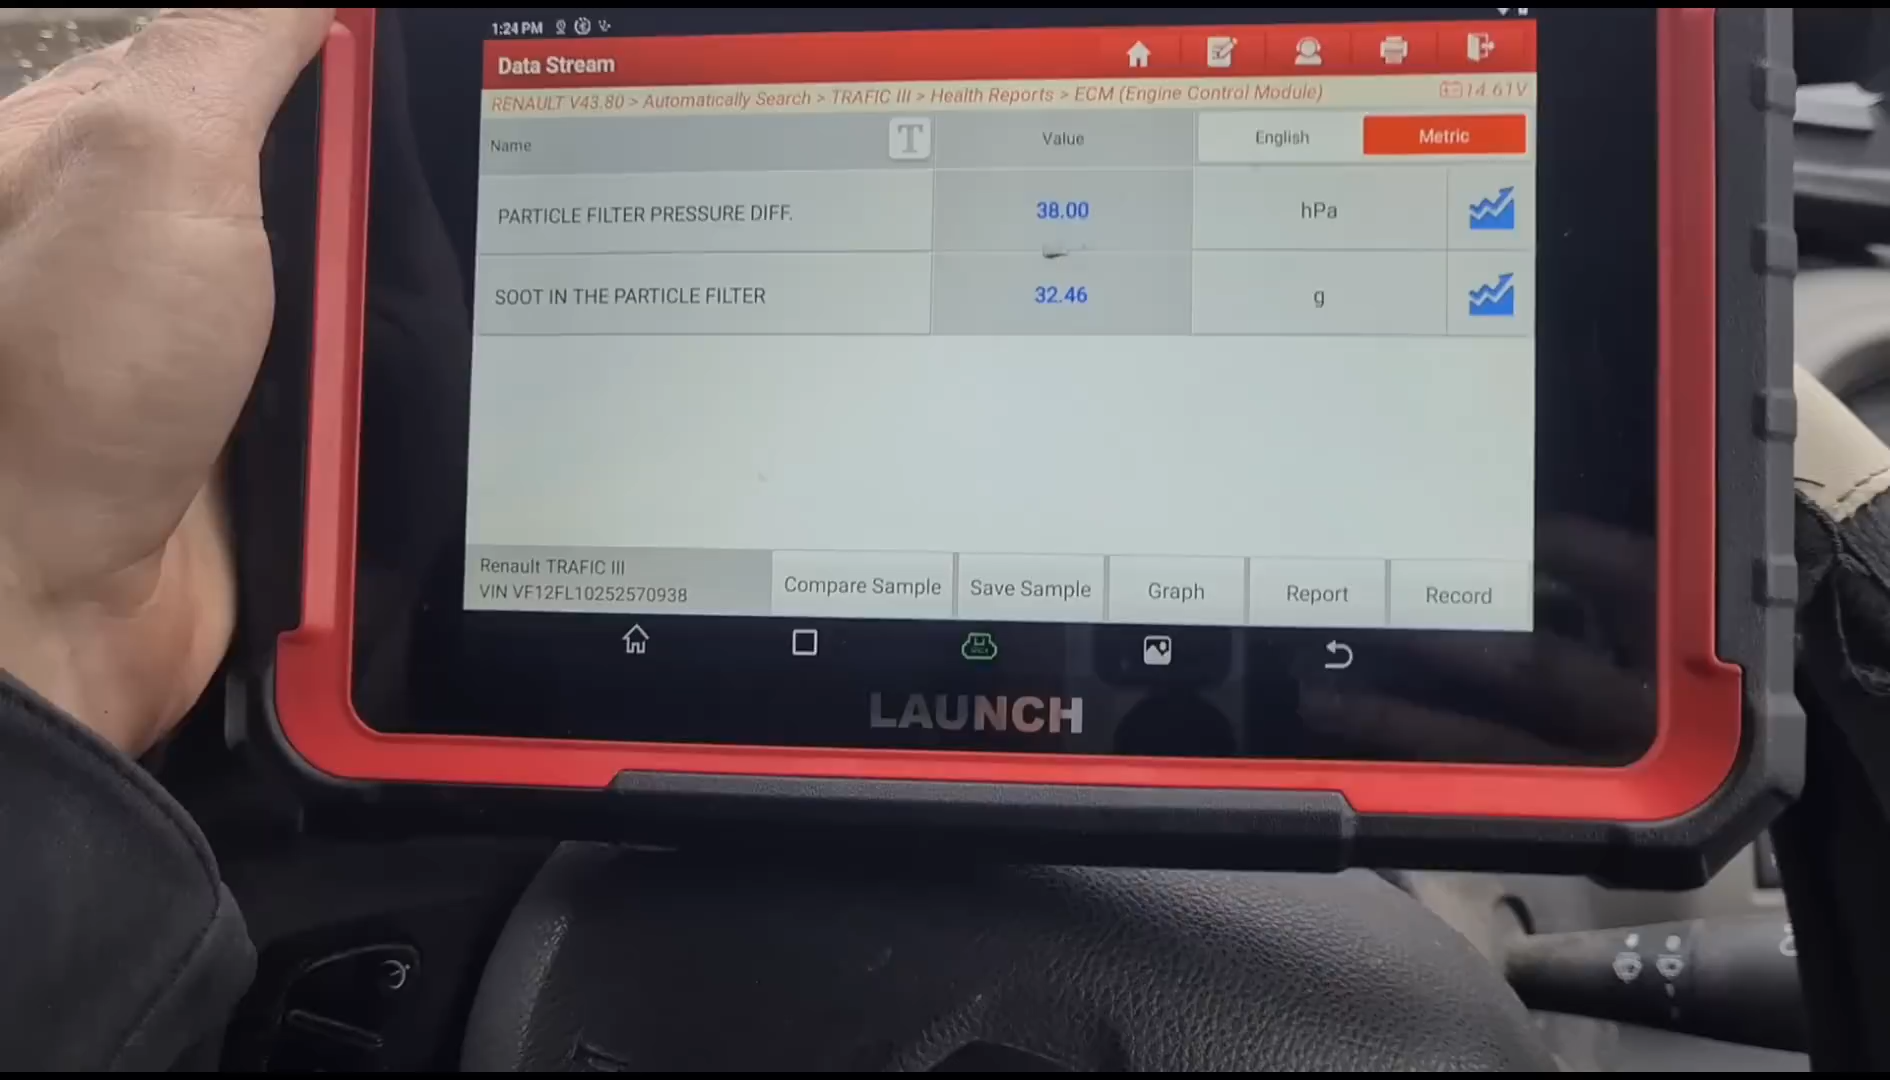 1:24 PM
Data Stream
RENAULT V43.80 > Automatically Search > TRAFIC III > Health Reports > ECM (Engine Control Module)
14.61V
Name T Value English Metric
PARTICLE FILTER PRESSURE DIFF. 38.00 hPa
SOOT IN THE PARTICLE FILTER 32.46 g
Renault TRAFIC III
VIN VF12FL10252570938
Compare Sample Save Sample Graph Report Record
LAUNCH